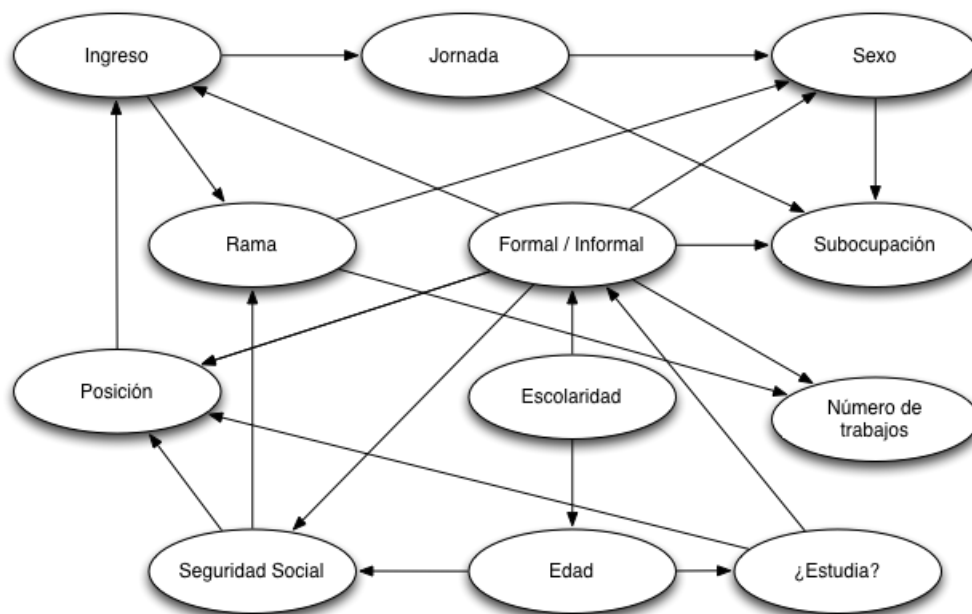 Ingreso
Jornada
Sexo
Rama
Formal / Informal
Subocupación
Posición
Escolaridad
Número de
trabajos
Seguridad Social
Edad
¿Estudia?